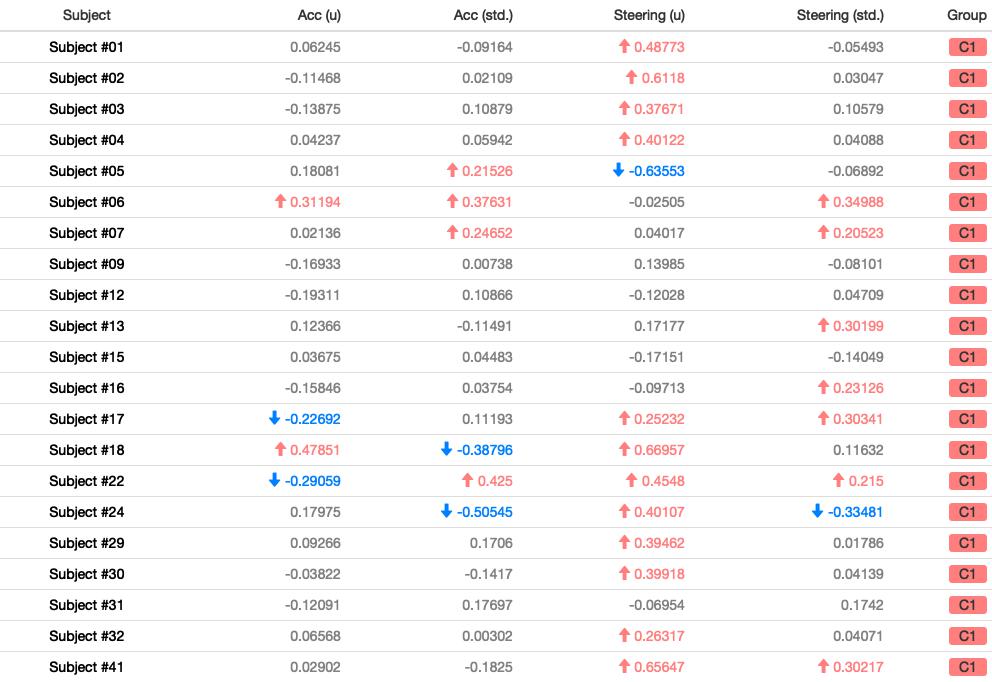 Subject Acc (u) Acc (std.) Steering (u) Steering (std.) Group
Subject #01 0.06245 -0.09164 0.48773 -0.05493 C1
Subject #02 -0.11468 0.02109 0.6118 0.03047 C1
Subject #03 -0.13875 0.10879 0.37671 0.10579 C1
Subject #04 0.04237 0.05942 0.40122 0.04088 C1
Subject #05 0.18081 0.21526 -0.63553 -0.06892 C1
Subject #06 0.31194 0.37631 -0.02505 0.34988 C1
Subject #07 0.02136 0.24652 0.04017 0.20523 C1
Subject #09 -0.16933 0.00738 0.13985 -0.08101 C1
Subject #12 -0.19311 0.10866 -0.12028 0.04709 C1
Subject #13 0.12366 -0.11491 0.17177 0.30199 C1
Subject #15 0.03675 0.04483 -0.17151 -0.14049 C1
Subject #16 -0.15846 0.03754 -0.09713 0.23126 C1
Subject #17 -0.22692 0.11193 0.25232 0.30341 C1
Subject #18 0.47851 -0.38796 0.66957 0.11632 C1
Subject #22 -0.29059 0.425 0.4548 0.215 C1
Subject #24 0.17975 -0.50545 0.40107 -0.33481 C1
Subject #29 0.09266 0.1706 0.39462 0.01786 C1
Subject #30 -0.03822 -0.1417 0.39918 0.04139 C1
Subject #31 -0.12091 0.17697 -0.06954 0.1742 C1
Subject #32 0.06568 0.00302 0.26317 0.04071 C1
Subject #41 0.02902 -0.1825 0.65647 0.30217 C1